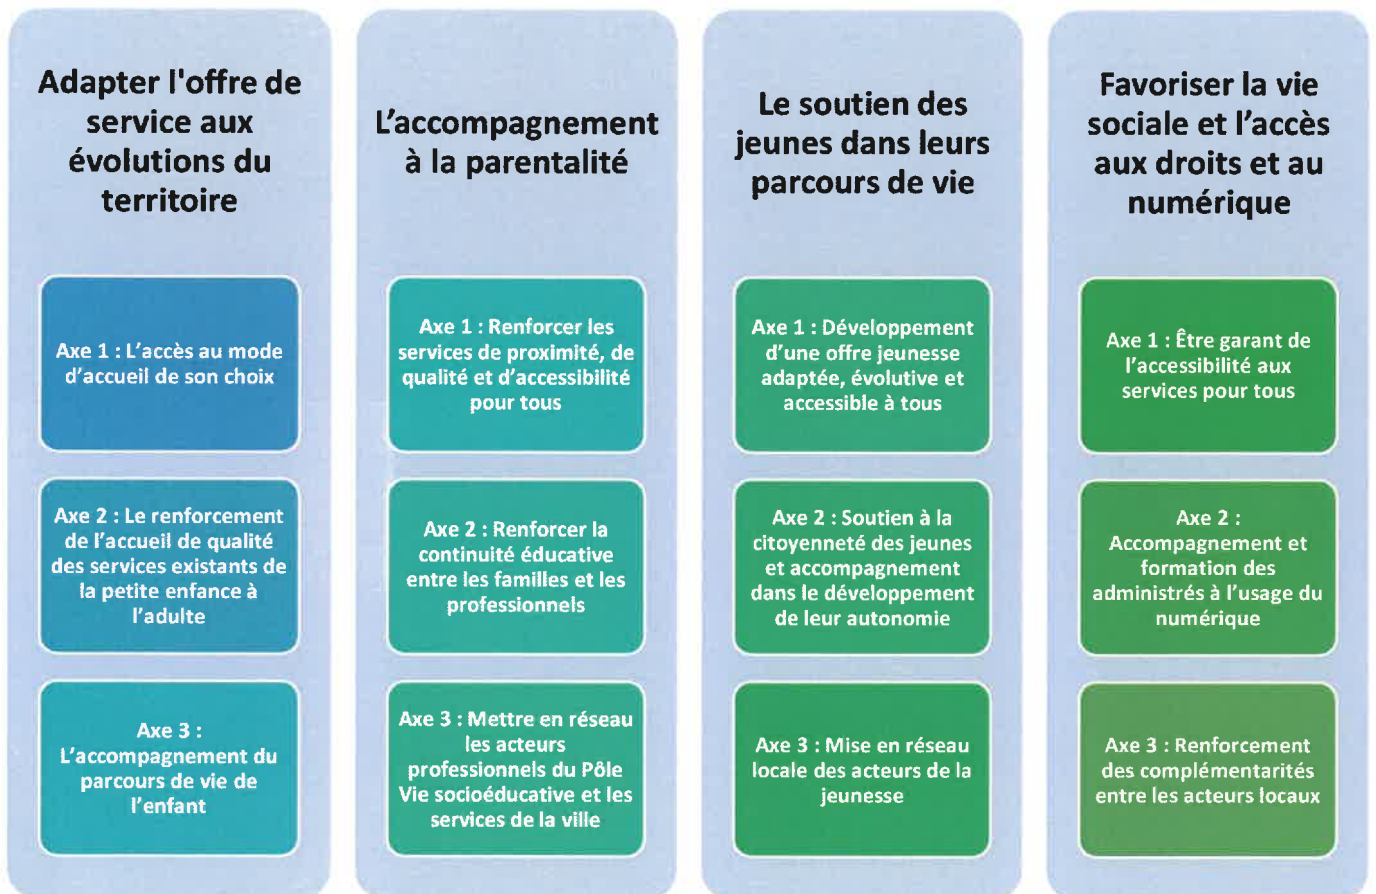 Adapter l'offre de
service aux
évolutions du
territoire
Axe 1 : L'accès au mode
d'accueil de son choix
Axe 2 : Le renforcement
de l'accueil de qualité
des services existants de
la petite enfance à
l'adulte
Axe 3 :
L'accompagnement du
parcours de vie de
l'enfant
L'accompagnement
à la parentalité
Axe 1 : Renforcer les
services de proximité, de
qualité et d'accessibilité
pour tous
Axe 2 : Renforcer la
continuité éducative
entre les familles et les
professionnels
Axe 3 : Mettre en réseau
les acteurs
professionnels du Pôle
Vie socioéducative et les
services de la ville
Le soutien des
jeunes dans leurs
parcours de vie
Axe 1 : Développement
d'une offre jeunesse
adaptée, évolutive et
accessible à tous
Axe 2 : Soutien à la
citoyenneté des jeunes
et accompagnement
dans le développement
de leur autonomie
Axe 3 : Mise en réseau
locale des acteurs de la
jeunesse
Favoriser la vie
sociale et l'accès
aux droits et au
numérique
Axe 1 : Être garant de
l'accessibilité aux
services pour tous
Axe 2 :
Accompagnement et
formation des
administrés à l'usage du
numérique
Axe 3 : Renforcement
des complémentarités
entre les acteurs locaux